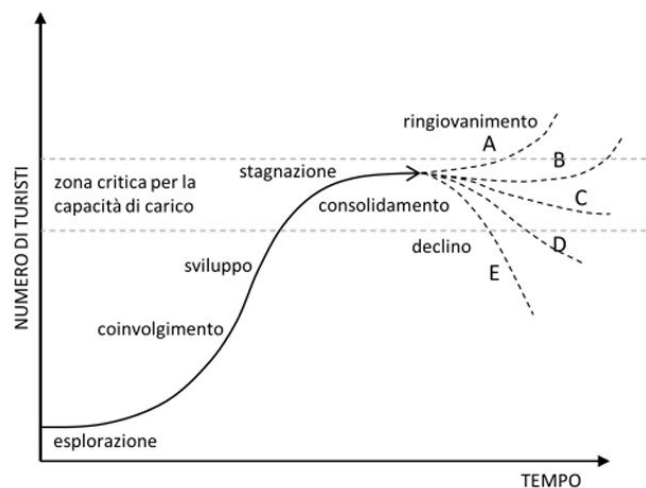 ringiovanimento
A
B
stagnazione
zona critica per la
capacità di carico
C
consolidamento
declino
D
sviluppo
E
coinvolgimento
esplorazione
NUMERO DI TURISTI
TEMPO